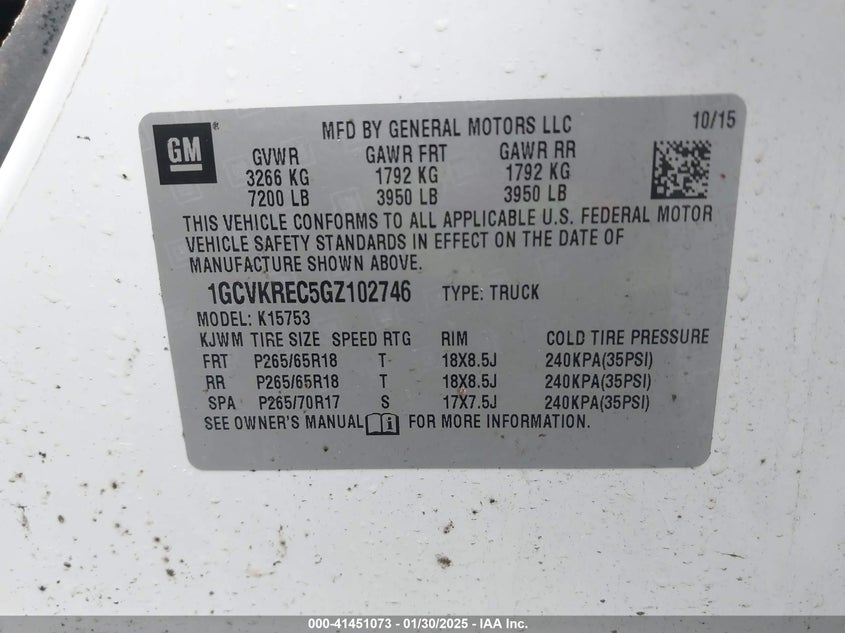 GM ®
MFD BY GENERAL MOTORS LLC 10/15
GVWR GAWR FRT GAWR RR
3266 KG 1792 KG 1792 KG
7200 LB 3950 LB 3950 LB
THIS VEHICLE CONFORMS TO ALL APPLICABLE U.S. FEDERAL MOTOR
VEHICLE SAFETY STANDARDS IN EFFECT ON THE DATE OF
MANUFACTURE SHOWN ABOVE.
1GCVKREC5GZ102746 TYPE: TRUCK
MODEL: K15753
KJWM TIRE SIZE SPEED RTG RIM COLD TIRE PRESSURE
FRT P265/65R18 T 18X8.5J 240KPA(35PSI)
RR P265/65R18 T 18X8.5J 240KPA(35PSI)
SPA P265/70R17 S 17X7.5J 240KPA(35PSI)
SEE OWNER'S MANUAL FOR MORE INFORMATION.
000-41451073 - 01/30/2025 - IAA Inc.